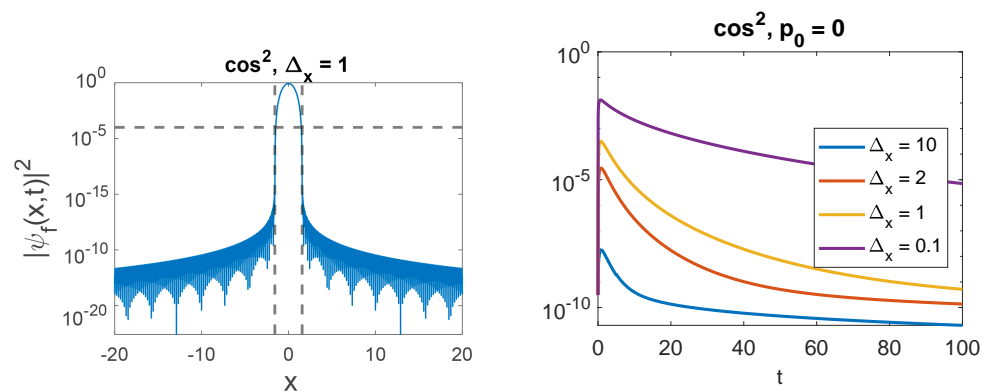 cos², Δₓ = 1
|ψ_f(x,t)|²
10⁰
10⁻⁵
10⁻¹⁵
10⁻¹⁰
10⁻²⁰
-20 -10 0 10 20
x
cos², p₀ = 0
10⁰
10⁻⁵
10⁻¹⁰
Δₓ = 10
Δₓ = 2
Δₓ = 1
Δₓ = 0.1
0 20 40 60 80 100
t